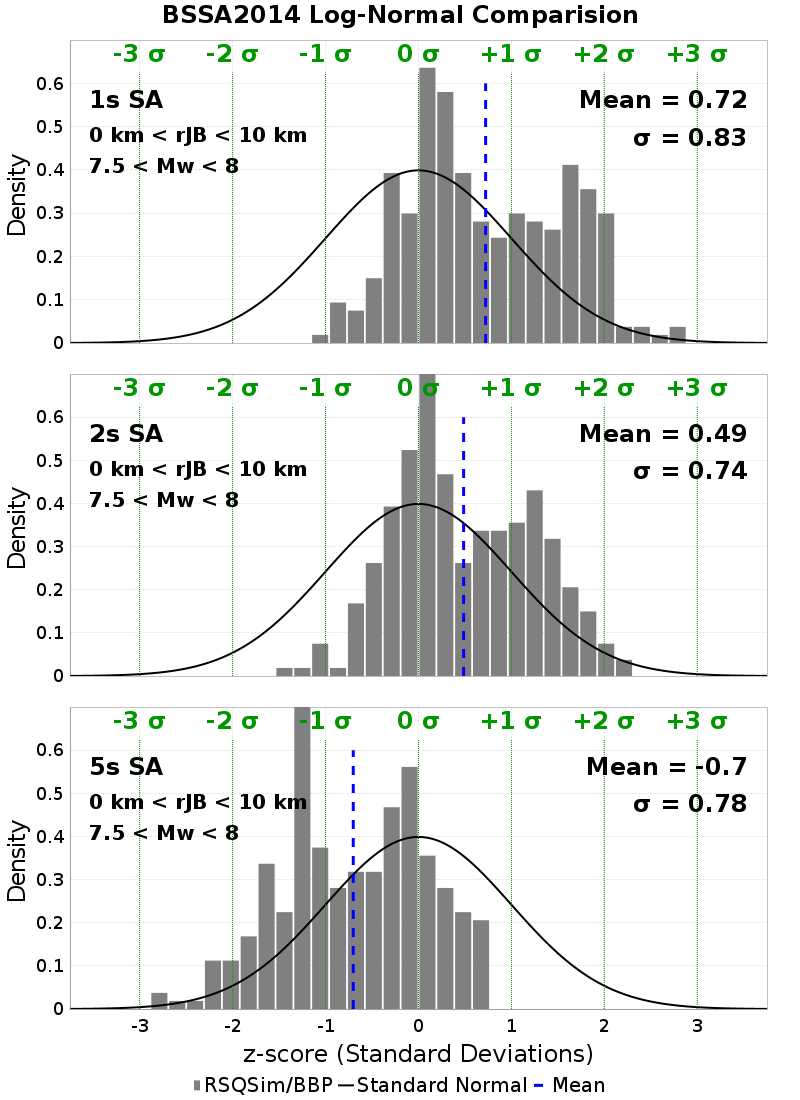 BSSA2014 Log-Normal Comparision
-3 σ -2 σ -1 σ 0 σ +1 σ +2 σ +3 σ
1s SA
Mean = 0.72
0 km < rJB < 10 km
σ = 0.83
7.5 < Mw < 8
Density
0.6
0.5
0.4
0.3
0.2
0.1
0
-3 σ -2 σ -1 σ 0 σ +1 σ +2 σ +3 σ
2s SA
Mean = 0.49
0 km < rJB < 10 km
σ = 0.74
7.5 < Mw < 8
Density
0.6
0.5
0.4
0.3
0.2
0.1
0
-3 σ -2 σ -1 σ 0 σ +1 σ +2 σ +3 σ
5s SA
Mean = -0.7
0 km < rJB < 10 km
σ = 0.78
7.5 < Mw < 8
Density
0.6
0.5
0.4
0.3
0.2
0.1
0
-3 -2 -1 0 1 2 3
z-score (Standard Deviations)
RSQSim/BBP Standard Normal Mean